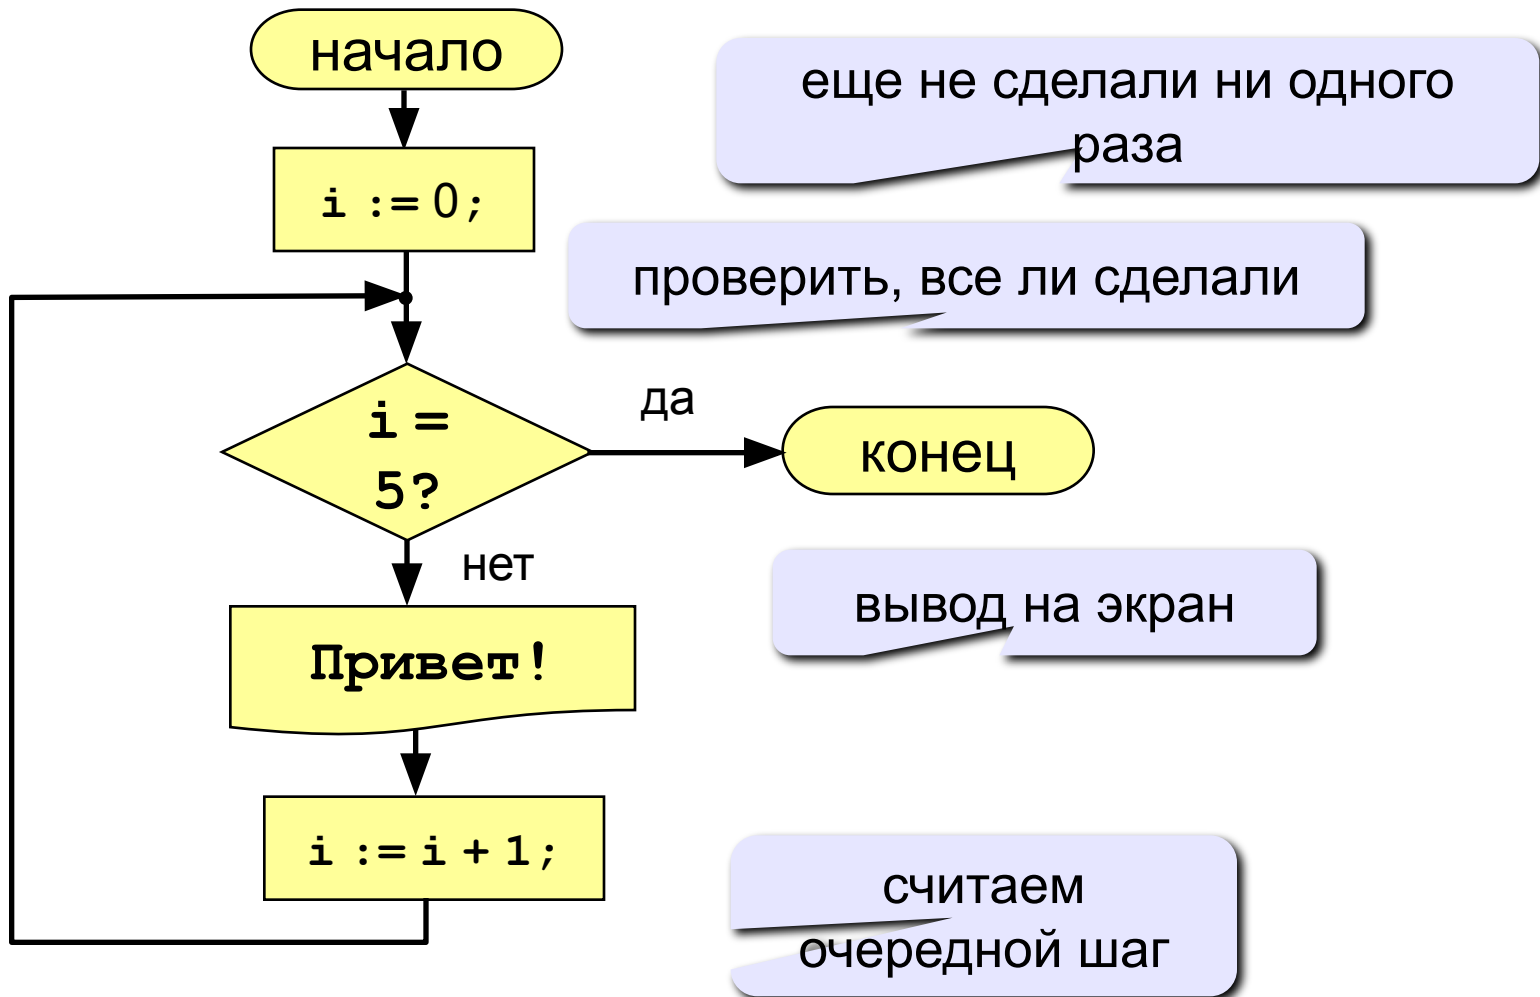 начало
еще не сделали ни одного
раза
i := 0;
проверить, все ли сделали
i =
5?
да
конец
нет
вывод на экран
Привет!
i := i + 1;
считаем
очередной шаг